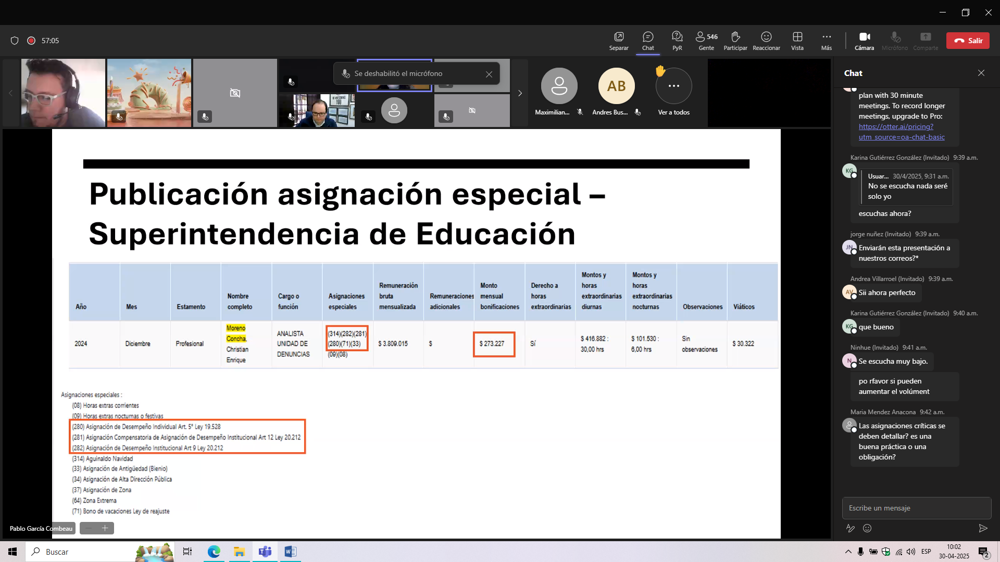 57:05
Separar
Chat
PyR
546
Gente
Participar
Reaccionar
Vista
Más
Cámara
Micrófono
Comparte
Salir
Se deshabilitó el micrófono
IS WATCHING
YOU
Maximilian...
AB
Andres Bus...
Ver a todos
Publicación asignación especial –
Superintendencia de Educación
Año
Mes
Estamento
Nombre
completo
Cargo o
función
Asignaciones
especiales
Remuneración
bruta
mensualizada
Remuneraciones
adicionales
Monto
mensual
bonificaciones
Derecho a
horas
extraordinarias
Montos y
horas
extraordinarias
diurnas
Montos y
horas
extraordinarias
nocturnas
Observaciones
Viáticos
2024
Diciembre
Profesional
Moreno
Concha,
Christian
Enrique
ANALISTA
UNIDAD DE
DENUNCIAS
(314)(282)(281)
(280)(71)(33)
(09)(08)
$ 3.809.015
$
$ 273.227
Sí
$ 416.882 :
30,00 hrs
$ 101.530 :
6,00 hrs
Sin
observaciones
$ 30.322
Asignaciones especiales :
(08) Horas extras corrientes
(09) Horas extras nocturnas o festivas
(280) Asignación de Desempeño Individual Art. 5° Ley 19.528
(281) Asignación Compensatoria de Asignación de Desempeño Institucional Art 12 Ley 20.212
(282) Asignación de Desempeño Institucional Art 9 Ley 20.212
(314) Aguinaldo Navidad
(33) Asignación de Antigüedad (Bienio)
(34) Asignación de Alta Dirección Pública
(37) Asignación de Zona
(64) Zona Extrema
(71) Bono de vacaciones Ley de reajuste
Pablo García Combeau
Chat
plan with 30 minute
meetings. To record longer
meetings, upgrade to Pro:
https://otter.ai/pricing?
utm_source=oa-chat-basic
Karina Gutiérrez González (Invitado) 9:39 a.m.
KG
Usuar... 30/4/2025, 9:31 a.m.
No se escucha nada seré
solo yo
escuchas ahora?
jorge nuñez (Invitado) 9:39 a.m.
JN
Enviarán esta presentación a
nuestros correos?*
Andrea Villarroel (Invitado) 9:39 a.m.
AV
Sii ahora perfecto
Karina Gutiérrez González (Invitado) 9:40 a.m.
KG
que bueno
Ninhue (Invitado) 9:41 a.m.
N
Se escucha muy bajo.
po rfavor si pueden
aumentar el volúment
Maria Mendez Anacona 9:42 a.m.
Las asignaciones críticas se
deben detallar? es una
buena práctica o una
obligación?
Escribe un mensaje
Buscar
ESP
10:02
30-04-2025
2